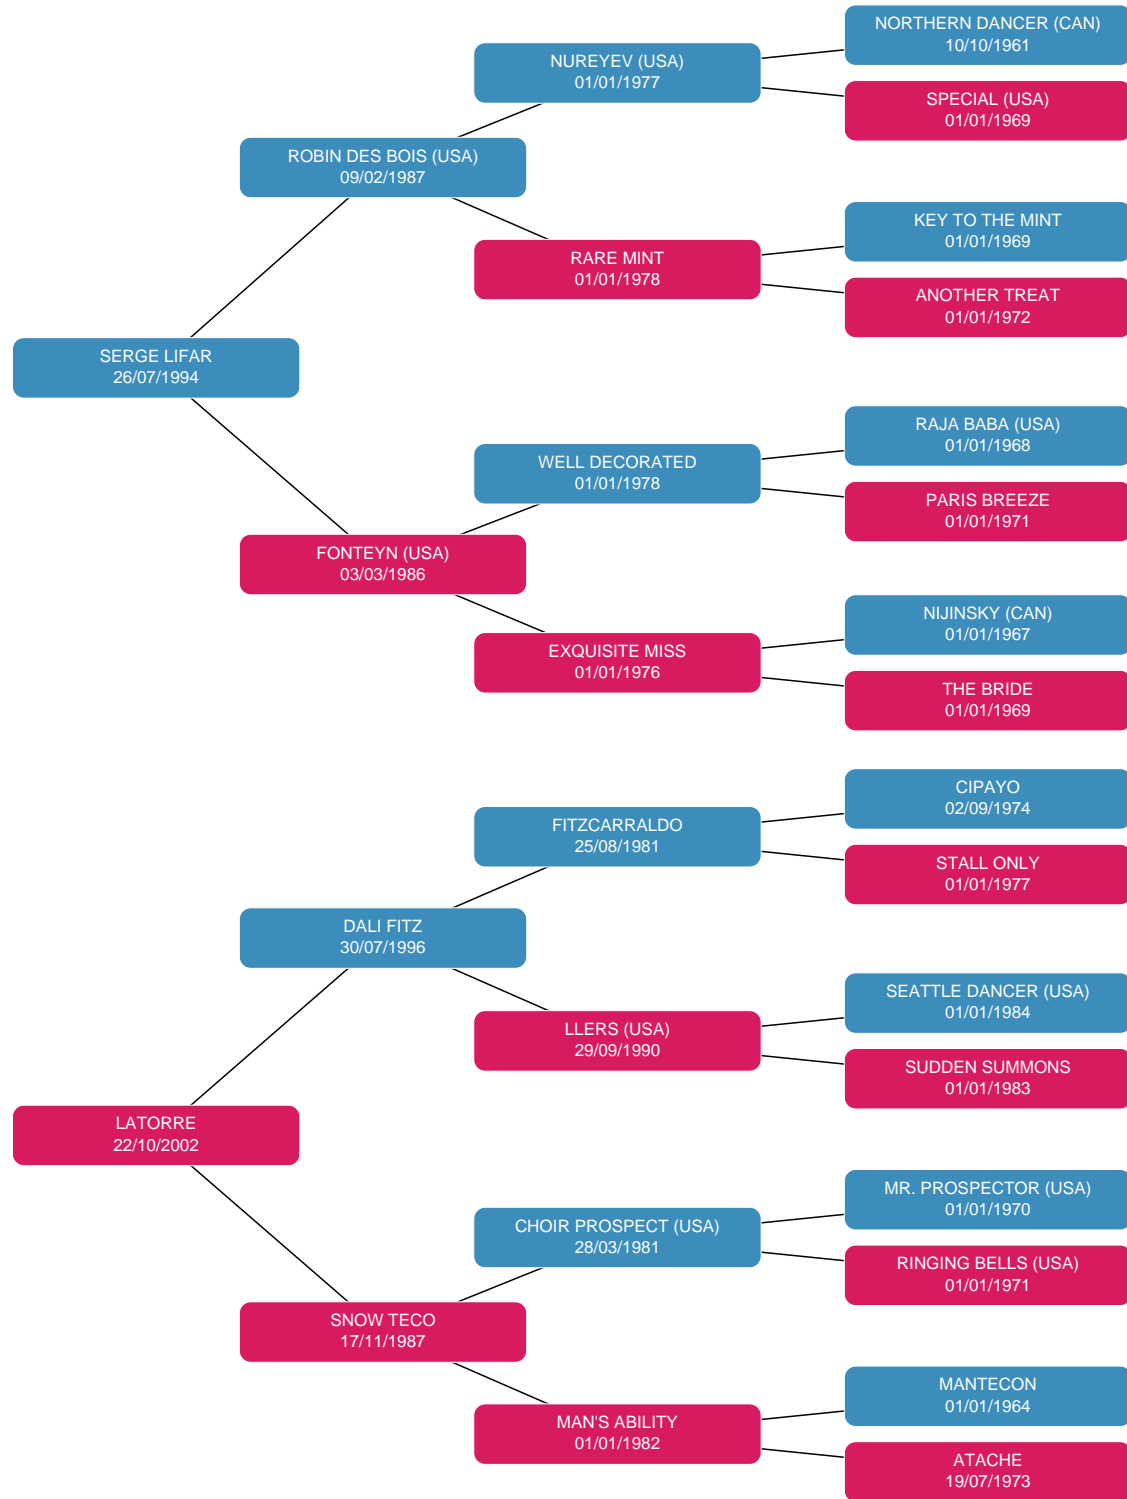 NORTHERN DANCER (CAN)
10/10/1961
NUREYEV (USA)
01/01/1977
SPECIAL (USA)
01/01/1969
ROBIN DES BOIS (USA)
09/02/1987
KEY TO THE MINT
01/01/1969
RARE MINT
01/01/1978
ANOTHER TREAT
01/01/1972
SERGE LIFAR
26/07/1994
RAJA BABA (USA)
01/01/1968
WELL DECORATED
01/01/1978
PARIS BREEZE
01/01/1971
FONTEYN (USA)
03/03/1986
NIJINSKY (CAN)
01/01/1967
EXQUISITE MISS
01/01/1976
THE BRIDE
01/01/1969
CIPAYO
02/09/1974
FITZCARRALDO
25/08/1981
STALL ONLY
01/01/1977
DALI FITZ
30/07/1996
SEATTLE DANCER (USA)
01/01/1984
LLERS (USA)
29/09/1990
SUDDEN SUMMONS
01/01/1983
LATORRE
22/10/2002
MR. PROSPECTOR (USA)
01/01/1970
CHOIR PROSPECT (USA)
28/03/1981
RINGING BELLS (USA)
01/01/1971
SNOW TECO
17/11/1987
MANTECON
01/01/1964
MAN'S ABILITY
01/01/1982
ATACHE
19/07/1973